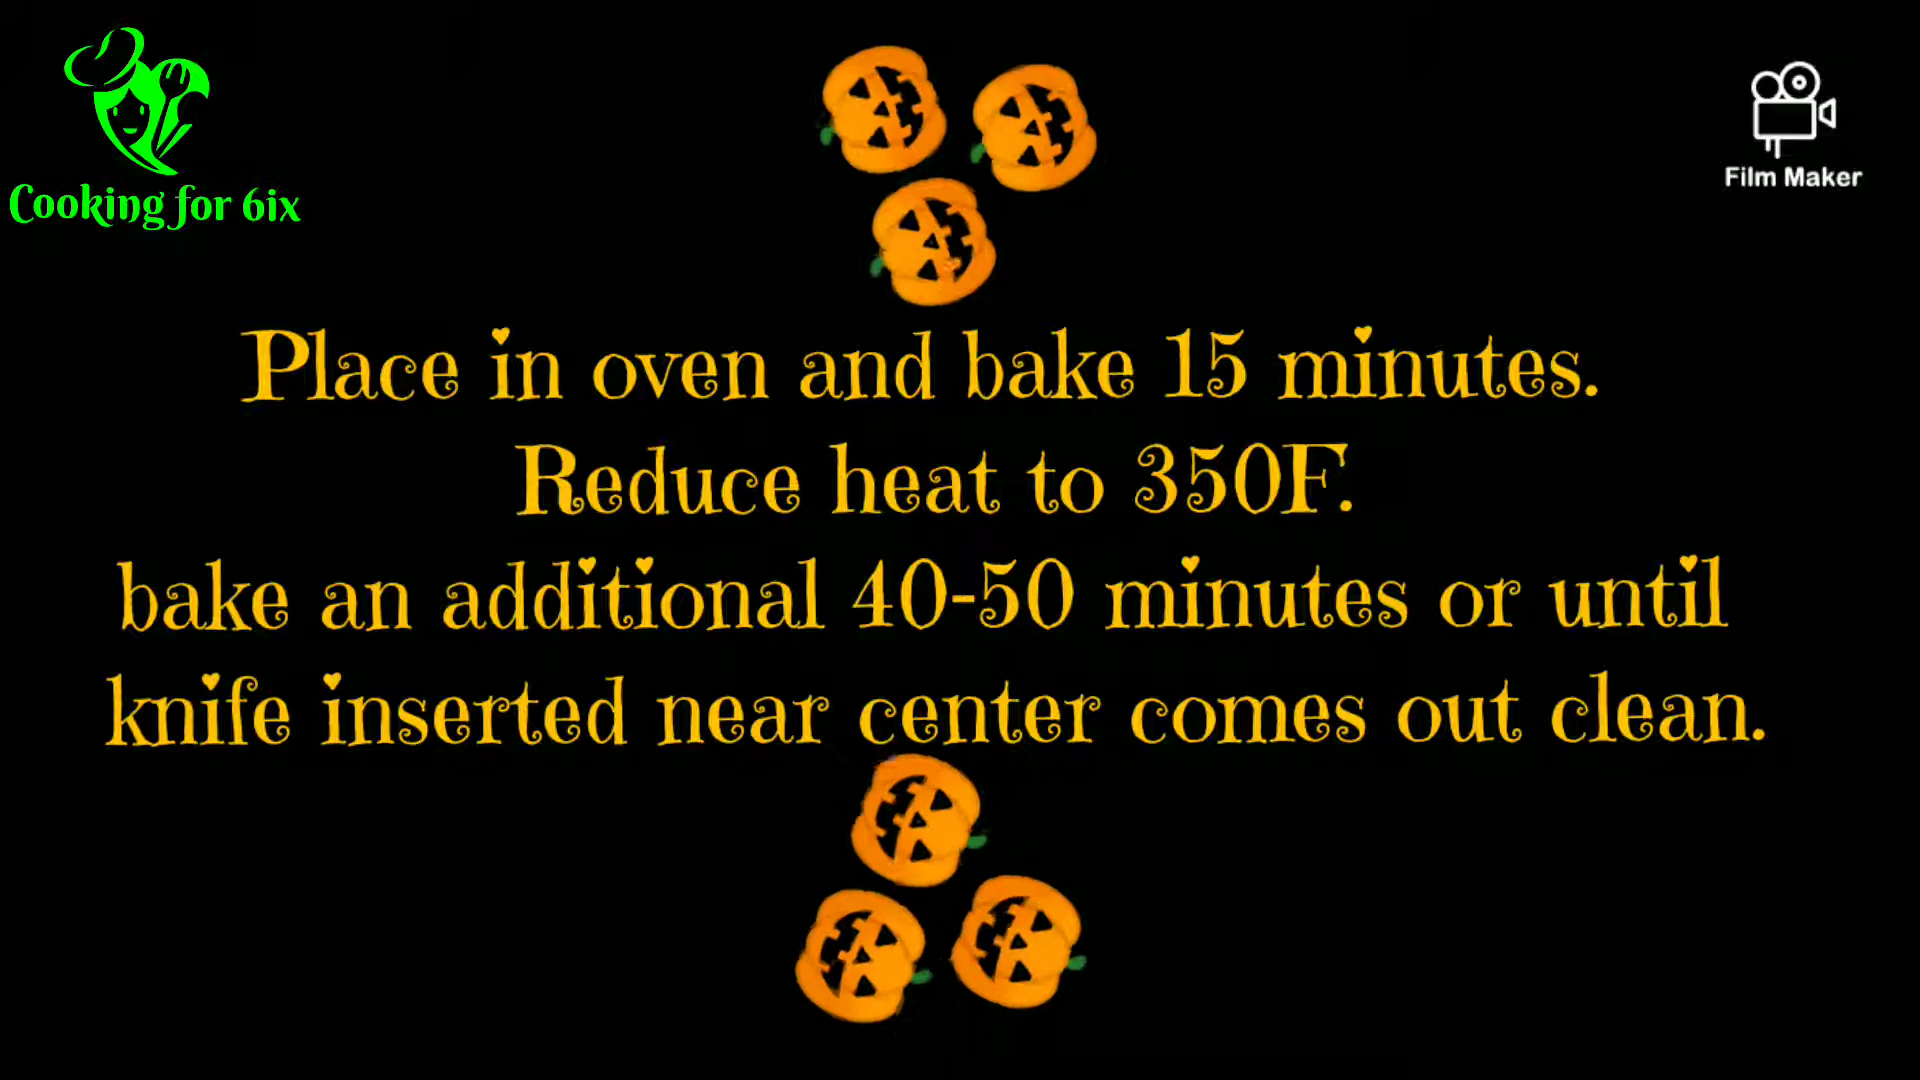 Cooking for 6ix
Film Maker
Place in oven and bake 15 minutes.
Reduce heat to 350F.
bake an additional 40-50 minutes or until
knife inserted near center comes out clean.